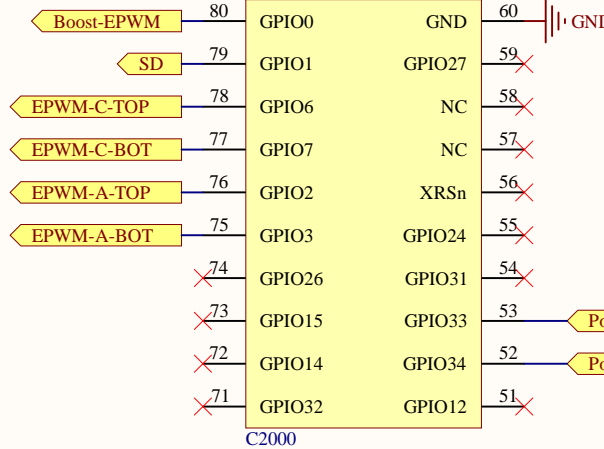 Boost-EPWM 80 GPIO0 GND 60 GND
SD 79 GPIO1 GPIO27 59
EPWM-C-TOP 78 GPIO6 NC 58
EPWM-C-BOT 77 GPIO7 NC 57
EPWM-A-TOP 76 GPIO2 XRSn 56
EPWM-A-BOT 75 GPIO3 GPIO24 55
74 GPIO26 GPIO31 54
73 GPIO15 GPIO33 53 Po
72 GPIO14 GPIO34 52 Po
71 GPIO32 GPIO12 51
C2000